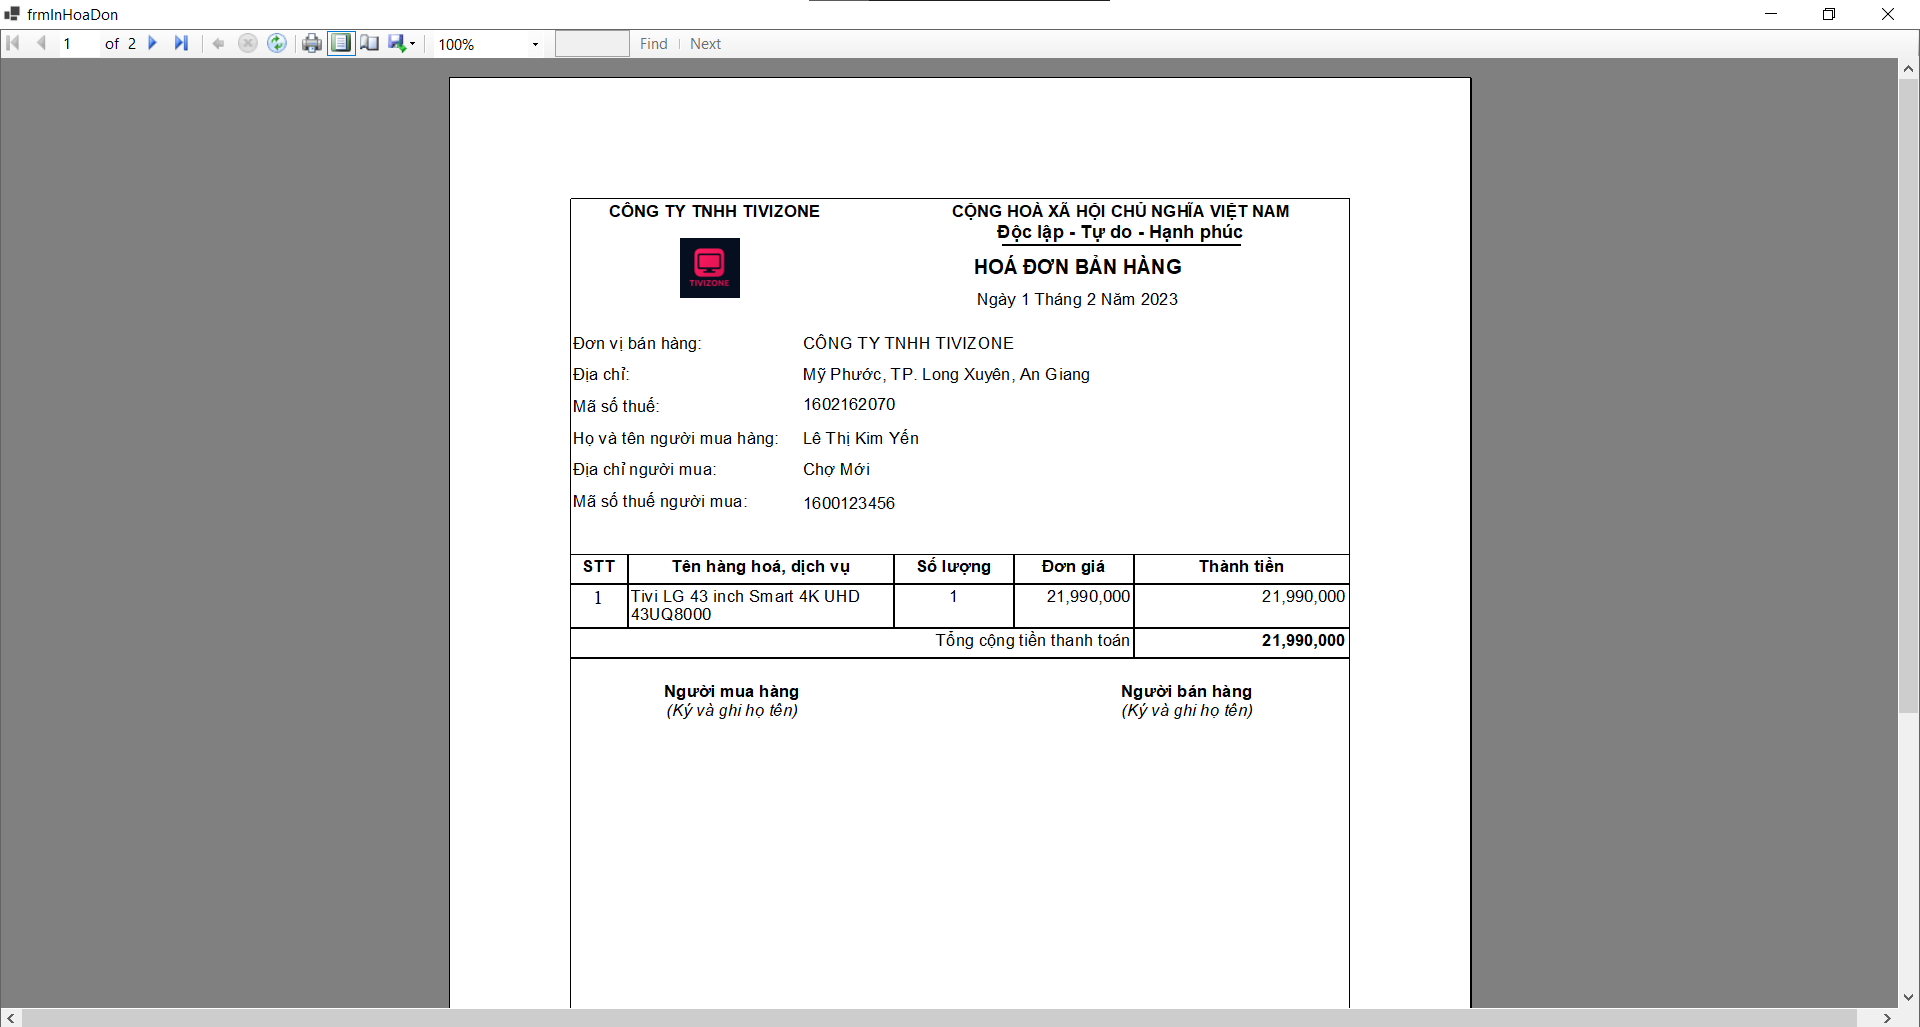 frmInHoaDon
1 of 2 100% Find Next
CÔNG TY TNHH TIVIZONE
CỘNG HOÀ XÃ HỘI CHỦ NGHĨA VIỆT NAM
Độc lập - Tự do - Hạnh phúc
TIVIZONE
HOÁ ĐƠN BẢN HÀNG
Ngày 1 Tháng 2 Năm 2023
Đơn vị bán hàng: CÔNG TY TNHH TIVIZONE
Địa chỉ: Mỹ Phước, TP. Long Xuyên, An Giang
Mã số thuế: 1602162070
Họ và tên người mua hàng: Lê Thị Kim Yến
Địa chỉ người mua: Chợ Mới
Mã số thuế người mua: 1600123456
STT Tên hàng hoá, dịch vụ Số lượng Đơn giá Thành tiền
1 Tivi LG 43 inch Smart 4K UHD 1 21,990,000 21,990,000
43UQ8000
Tổng cộng tiền thanh toán 21,990,000
Người mua hàng Người bán hàng
(Ký và ghi họ tên) (Ký và ghi họ tên)